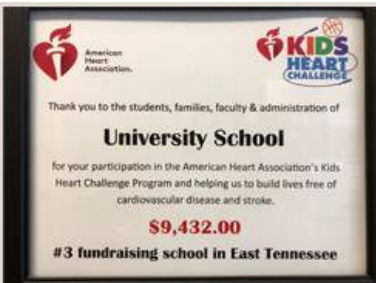 American
Heart
Association.
KIDS
HEART
CHALLENGE
Thank you to the students, families, faculty & administration of
University School
for your participation in the American Heart Association's Kids
Heart Challenge Program and helping us to build lives free of
cardiovascular disease and stroke.
$9,432.00
#3 fundraising school in East Tennessee